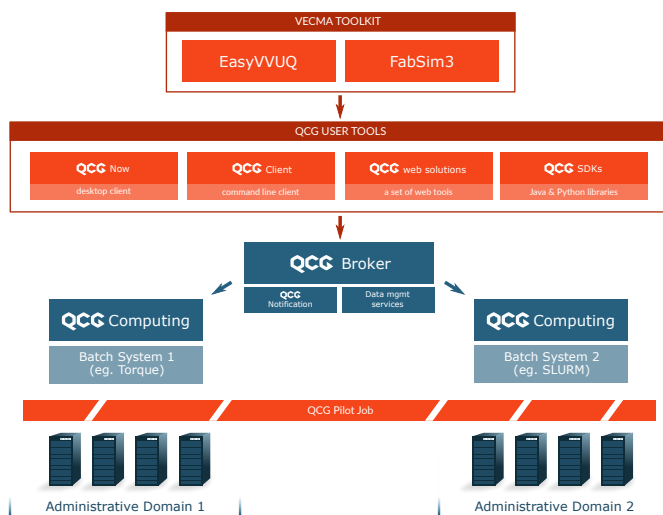 VECMA TOOLKIT
EasyVVUQ
FabSim3
QCG USER TOOLS
QCG Now
desktop client
QCG Client
command line client
QCG web solutions
a set of web tools
QCG SDKs
Java & Python libraries
QCG Broker
QCG
Notification
Data mgmt
services
QCG Computing
Batch System 1
(eg. Torque)
QCG Computing
Batch System 2
(eg. SLURM)
QCG Pilot Job
Administrative Domain 1
Administrative Domain 2